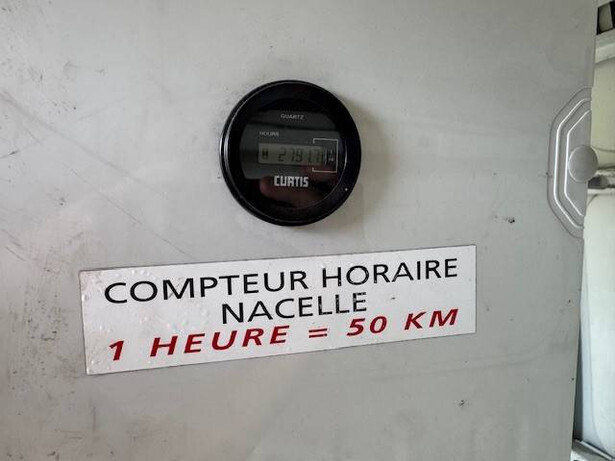 QUARTZ
HOURS
CURTIS
COMPTEUR HORAIRE
NACELLE
1 HEURE = 50 KM